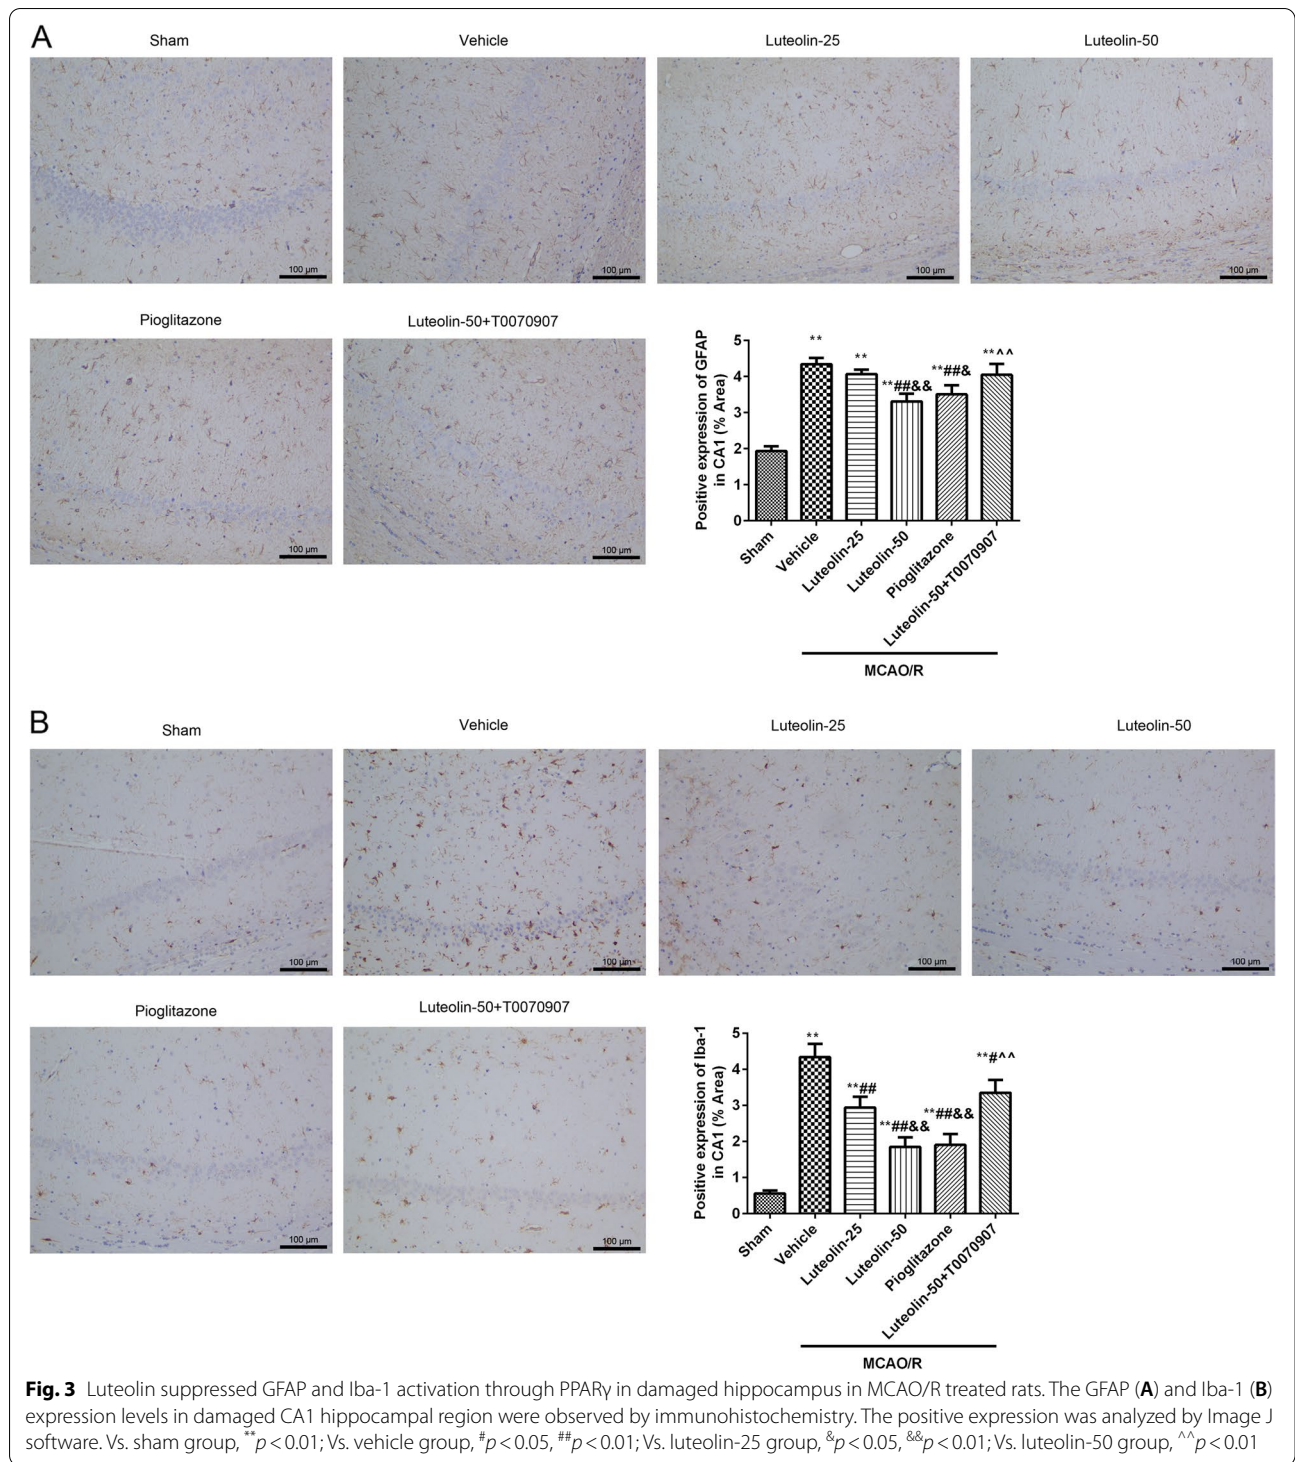 A
Sham
Vehicle
Luteolin-25
Luteolin-50
100 µm
100 µm
100 µm
100 µm
Pioglitazone
Luteolin-50+T0070907
100 µm
100 µm
Positive expression of GFAP
in CA1 (% Area)
5
4
3
2
1
0
**
**
**##&&
**##&
**^^
Sham
Vehicle
Luteolin-25
Luteolin-50
Pioglitazone
Luteolin-50+T0070907
MCAO/R
B
Sham
Vehicle
Luteolin-25
Luteolin-50
100 µm
100 µm
100 µm
100 µm
Pioglitazone
Luteolin-50+T0070907
100 µm
100 µm
Positive expression of Iba-1
in CA1 (% Area)
5
4
3
2
1
0
**
**##
**##&&
**##&&
**#^^
Sham
Vehicle
Luteolin-25
Luteolin-50
Pioglitazone
Luteolin-50+T0070907
MCAO/R
Fig. 3 Luteolin suppressed GFAP and Iba-1 activation through PPARγ in damaged hippocampus in MCAO/R treated rats. The GFAP (A) and Iba-1 (B)
expression levels in damaged CA1 hippocampal region were observed by immunohistochemistry. The positive expression was analyzed by Image J
software. Vs. sham group, **p < 0.01; Vs. vehicle group, #p < 0.05, ##p < 0.01; Vs. luteolin-25 group, &p < 0.05, &&p < 0.01; Vs. luteolin-50 group, ^^p < 0.01